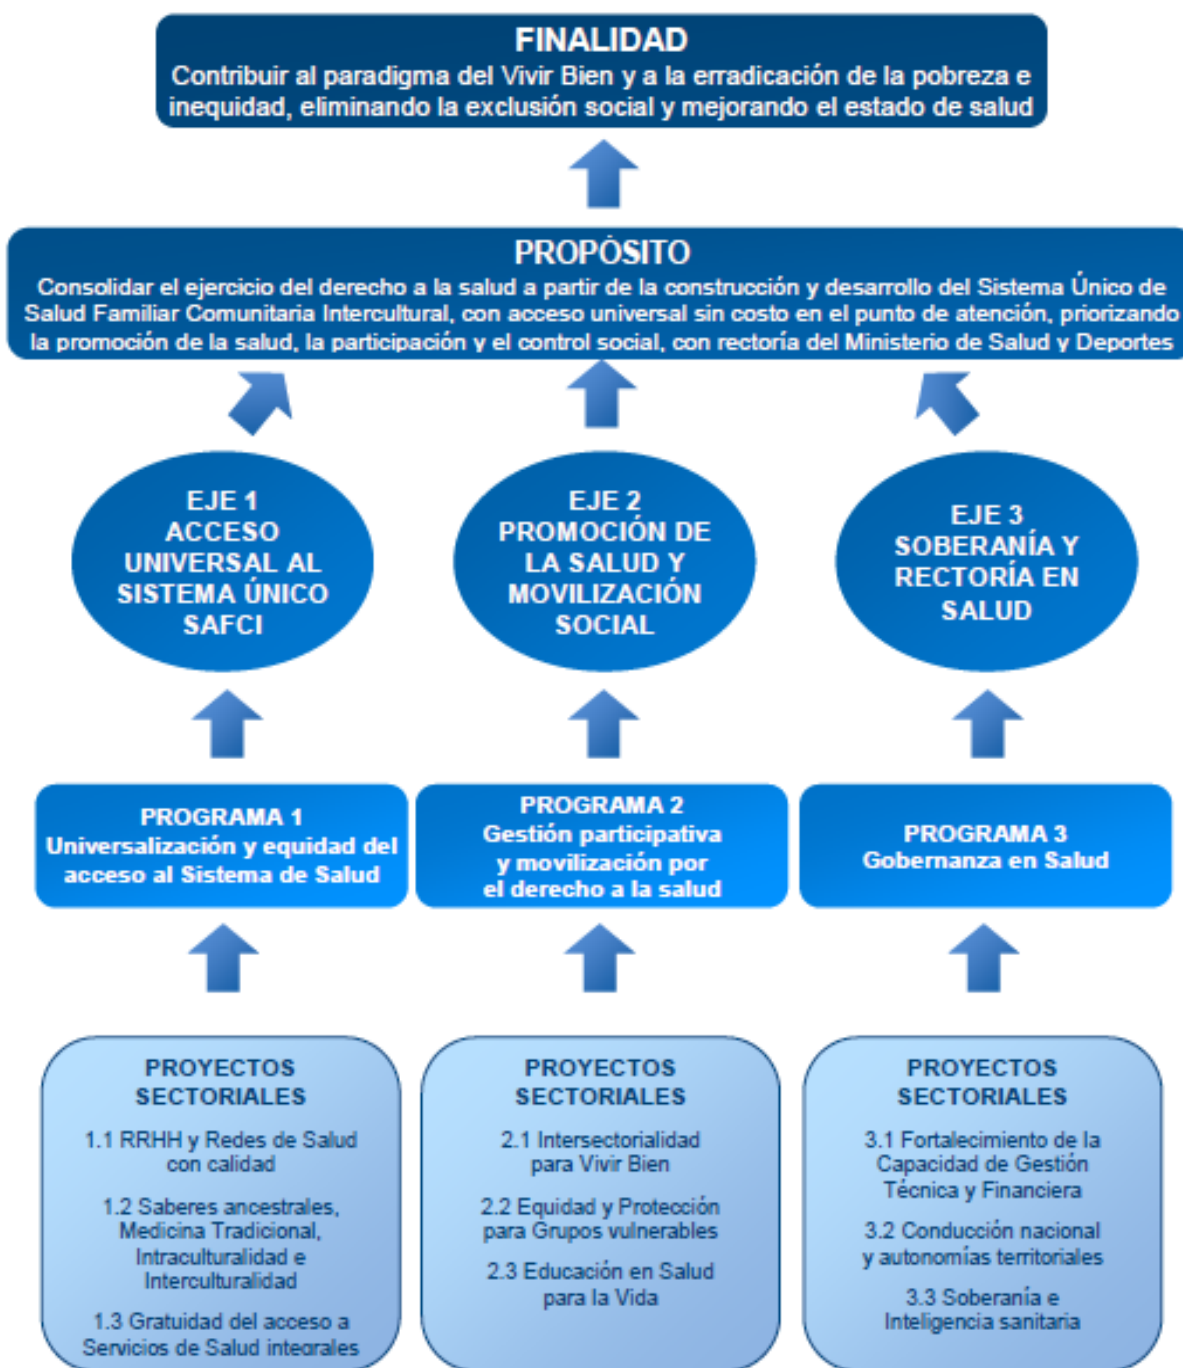 FINALIDAD
Contribuir al paradigma del Vivir Bien y a la erradicación de la pobreza e
inequidad, eliminando la exclusión social y mejorando el estado de salud
PROPÓSITO
Consolidar el ejercicio del derecho a la salud a partir de la construcción y desarrollo del Sistema Único de
Salud Familiar Comunitaria Intercultural, con acceso universal sin costo en el punto de atención, priorizando
la promoción de la salud, la participación y el control social, con rectoría del Ministerio de Salud y Deportes
EJE 1
ACCESO
UNIVERSAL AL
SISTEMA ÚNICO
SAFCI
EJE 2
PROMOCIÓN DE
LA SALUD Y
MOVILIZACIÓN
SOCIAL
EJE 3
SOBERANÍA Y
RECTORÍA EN
SALUD
PROGRAMA 1
Universalización y equidad del
acceso al Sistema de Salud
PROGRAMA 2
Gestión participativa
y movilización por
el derecho a la salud
PROGRAMA 3
Gobernanza en Salud
PROYECTOS
SECTORIALES
1.1 RRHH y Redes de Salud
con calidad
1.2 Saberes ancestrales,
Medicina Tradicional,
Intraculturalidad e
Interculturalidad
1.3 Gratuidad del acceso a
Servicios de Salud integrales
PROYECTOS
SECTORIALES
2.1 Intersectorialidad
para Vivir Bien
2.2 Equidad y Protección
para Grupos vulnerables
2.3 Educación en Salud
para la Vida
PROYECTOS
SECTORIALES
3.1 Fortalecimiento de la
Capacidad de Gestión
Técnica y Financiera
3.2 Conducción nacional
y autonomías territoriales
3.3 Soberanía e
Inteligencia sanitaria